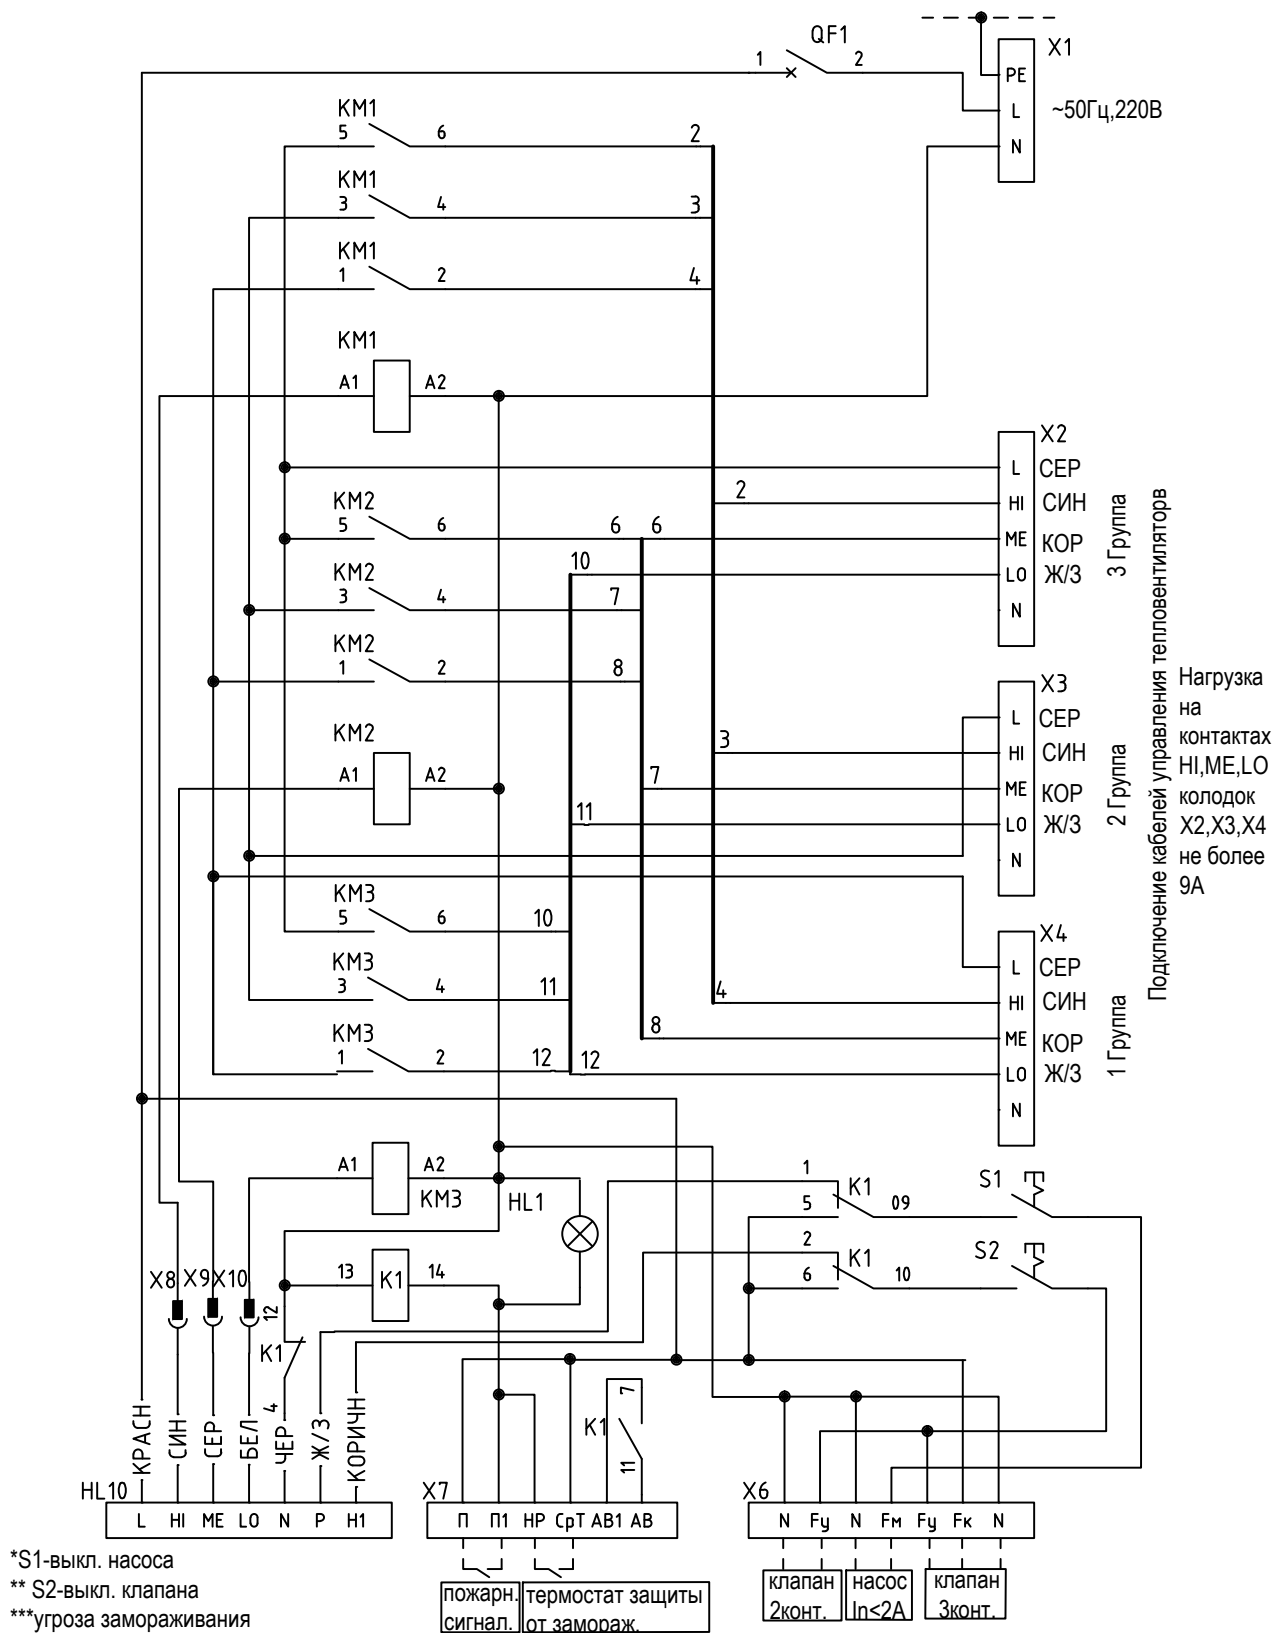 QF1
1 2
X1
PE
L ~50Гц,220В
N
KM1
5 6 2
KM1
3 4 3
KM1
1 2 4
KM1
A1 A2
X2
L СЕР
2
HI СИН
KM2
5 6 6 6
ME КОР
10
LO Ж/З
N
3 Группа
KM2
3 4 7
KM2
1 2 8
X3
L СЕР
3
HI СИН
7
ME КОР
11
LO Ж/З
N
2 Группа
KM2
A1 A2
Подключение кабелей управления тепловентиляторв
Нагрузка
на
контактах
HI,ME,LO
колодок
X2,X3,X4
не более
9А
KM3
5 6 10
KM3
3 4 11
KM3
1 2 12 12
X4
L СЕР
4
HI СИН
8
ME КОР
LO Ж/З
N
1 Группа
A1 A2
KM3
HL1
1
K1
5 09
S1
2
K1
6 10
S2
13 K1 14
X8 X9 X10
12
K1
4
КРАСН
СИН
СЕР
БЕЛ
ЧЕР
Ж/З
КОРИЧН
7
K1
11
HL10
L HI ME LO N P H1
X7
П П1 НР СрТ АВ1 АВ
X6
N Fу N Fм Fу Fк N
пожарн.
сигнал.
термостат защиты
от замораж.
клапан
2конт.
насос
In<2A
клапан
3конт.
*S1-выкл. насоса
** S2-выкл. клапана
***угроза замораживания